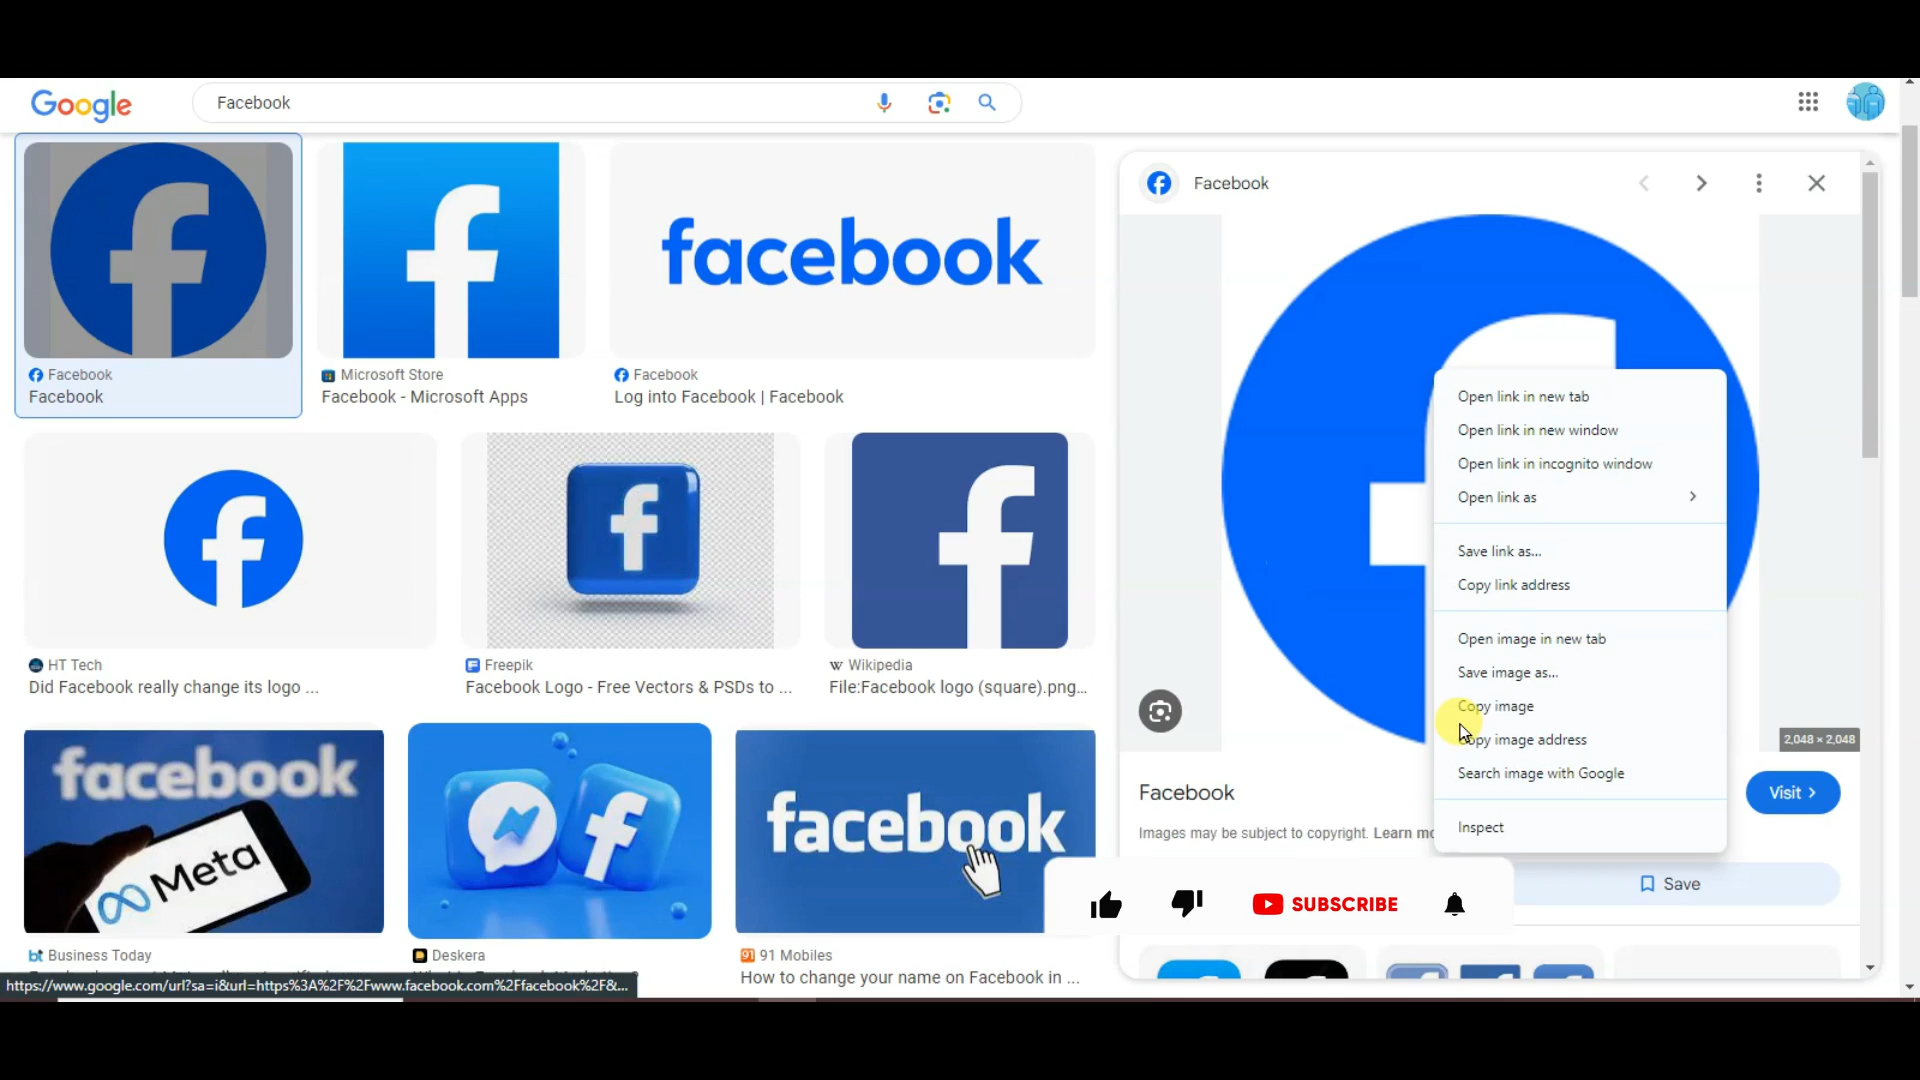 Google
Facebook
Facebook
Facebook
Microsoft Store
Facebook - Microsoft Apps
facebook
Facebook
Log into Facebook | Facebook
HT Tech
Did Facebook really change its logo ...
Freepik
Facebook Logo - Free Vectors & PSDs to ...
W Wikipedia
File:Facebook logo (square).png...
facebook
Meta
bt Business Today
Deskera
facebook
91 91 Mobiles
How to change your name on Facebook in ...
https://www.google.com/url?sa=i&url=https%3A%2F%2Fwww.facebook.com%2Ffacebook%2F&...
Facebook
Open link in new tab
Open link in new window
Open link in incognito window
Open link as
Save link as...
Copy link address
Open image in new tab
Save image as...
Copy image
Copy image address
Search image with Google
Inspect
2,048 × 2,048
Facebook
Visit
Images may be subject to copyright. Learn
Save
SUBSCRIBE